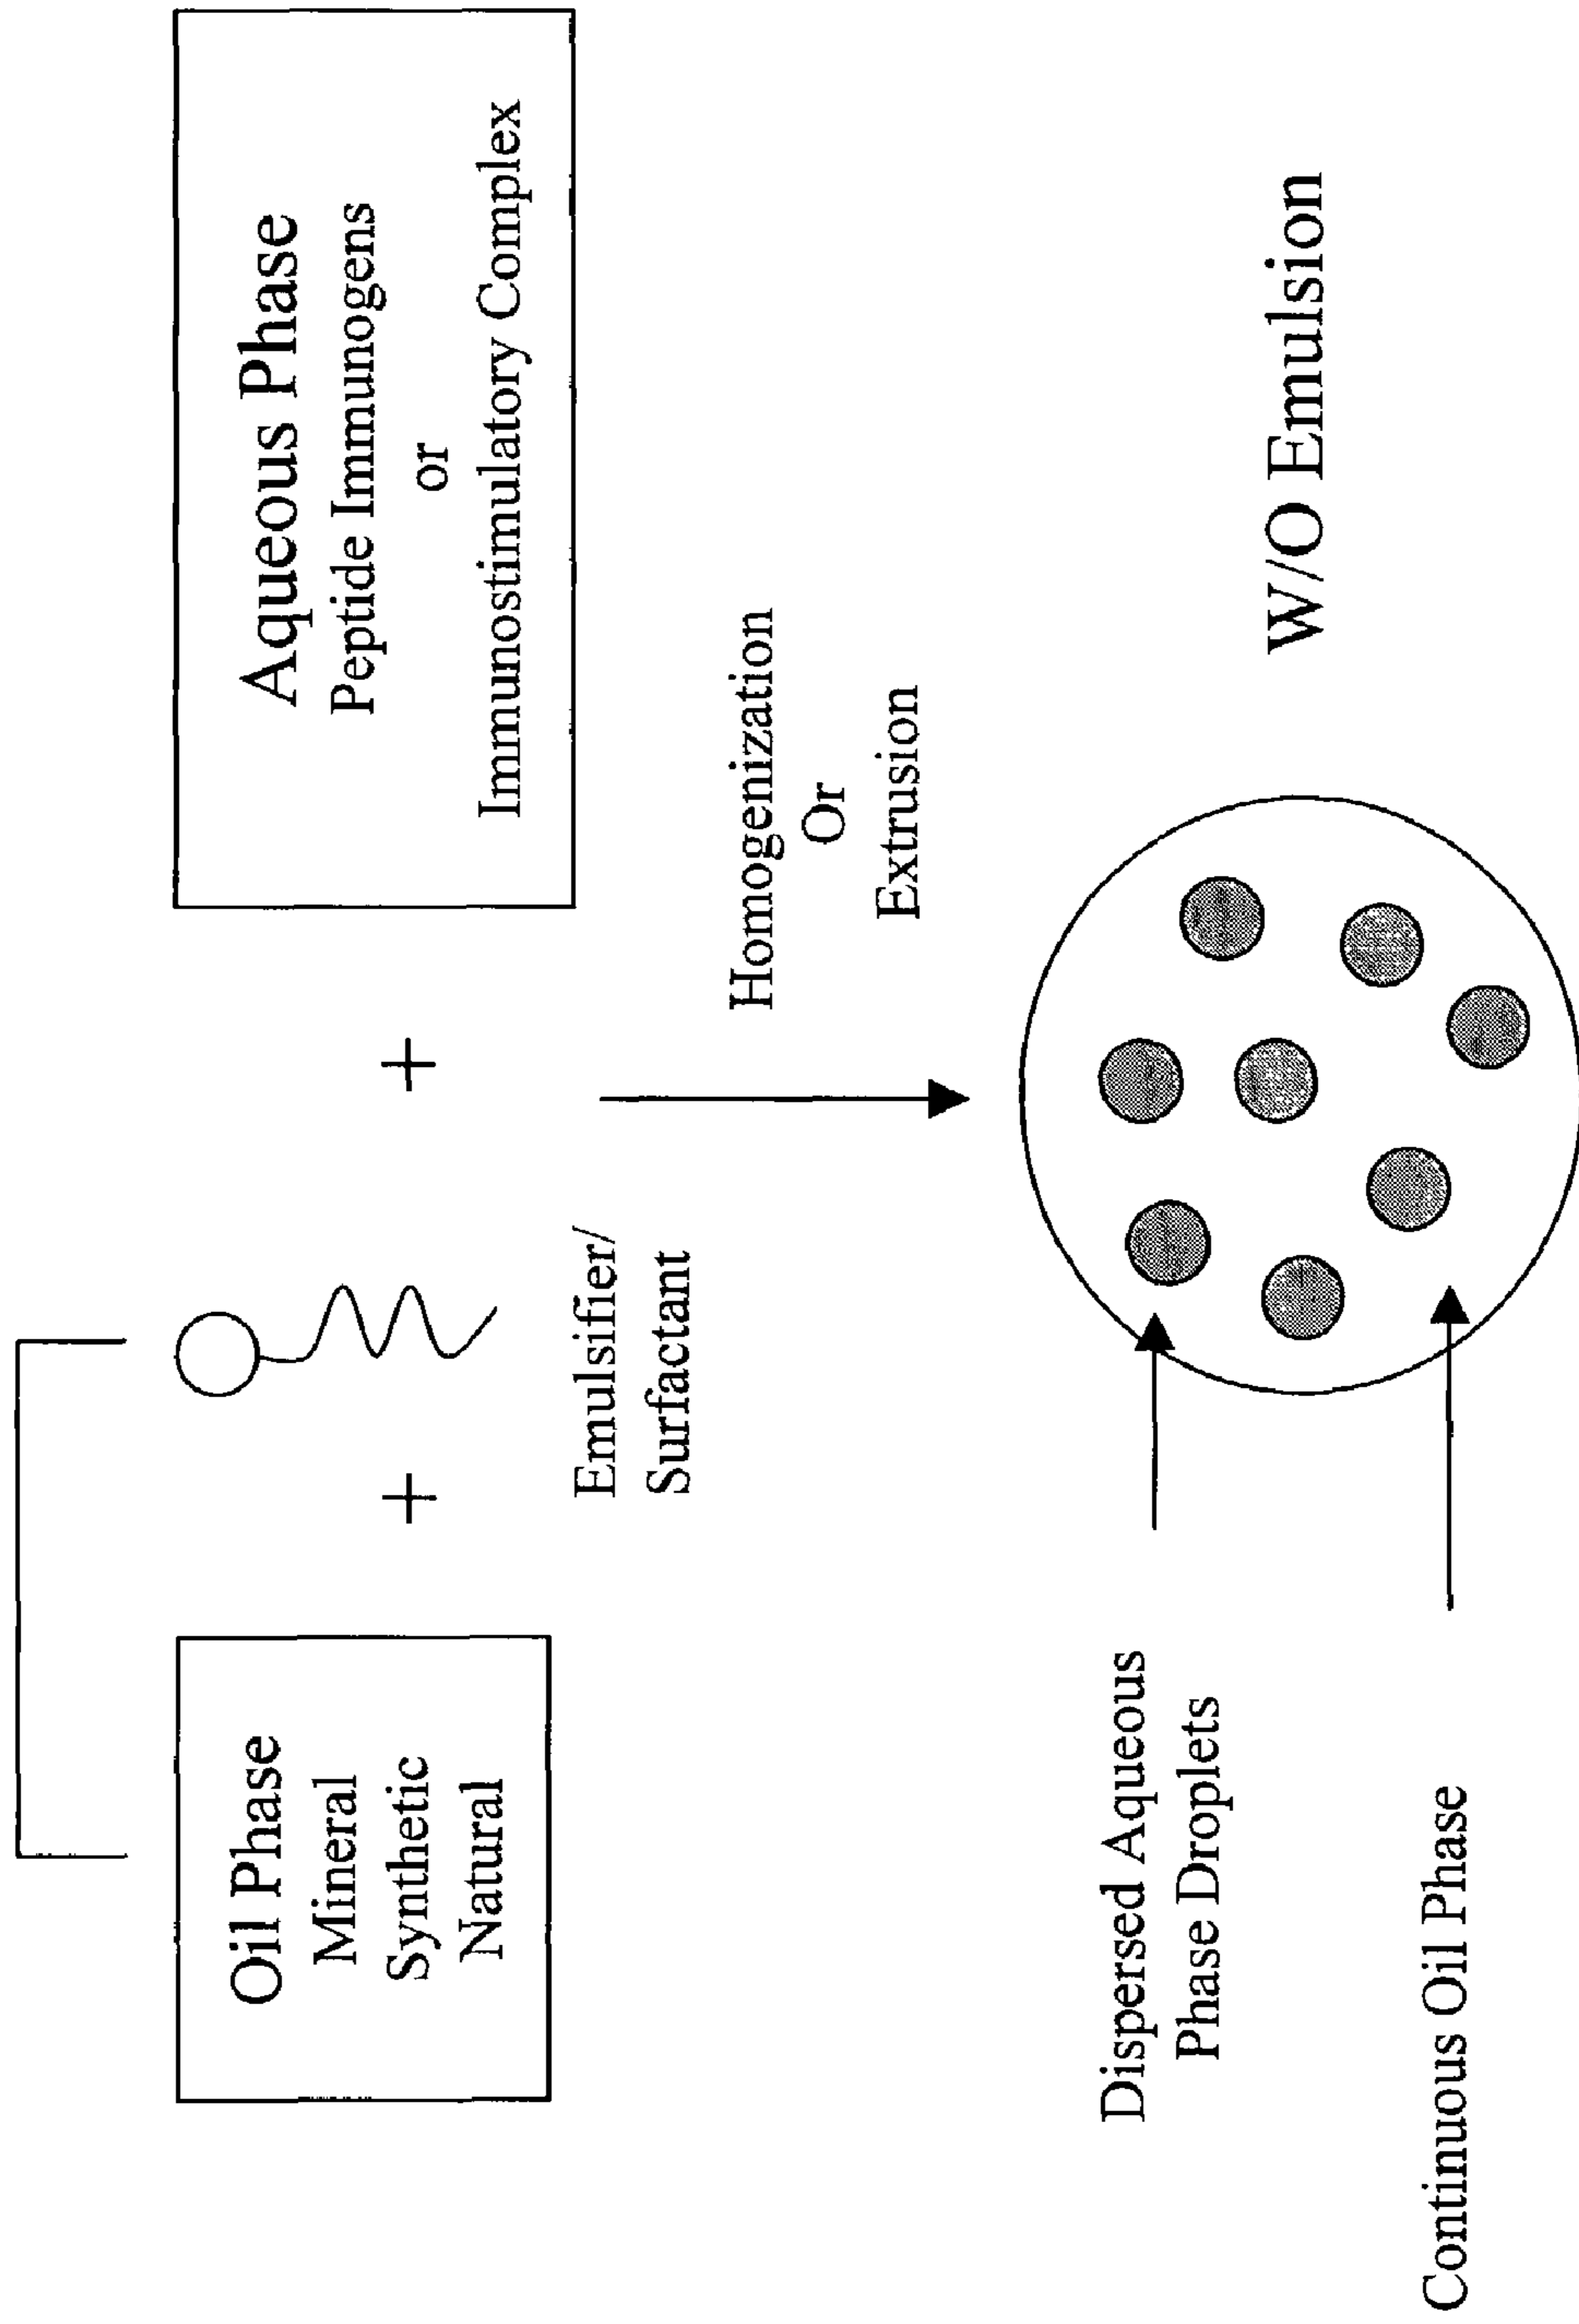 Oil Phase
Mineral
Synthetic
Natural
+
Emulsifier/
Surfactant
+
Aqueous Phase
Peptide Immunogens
or
Immunostimulatory Complex
Homogenization
Or
Extrusion
Dispersed Aqueous
Phase Droplets
Continuous Oil Phase
W/O Emulsion